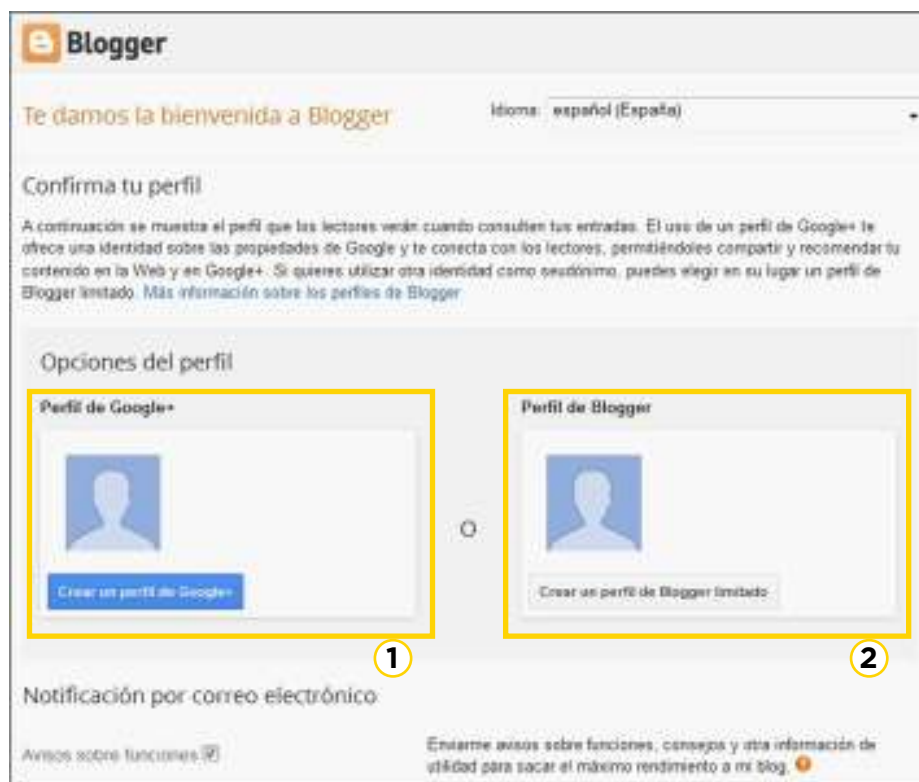 Blogger
Te damos la bienvenida a Blogger
Idioma: español (España)
Confirma tu perfil
A continuación se muestra el perfil que los lectores verán cuando consulten tus entradas. El uso de un perfil de Google+ te
ofrece una identidad sobre las propiedades de Google y te conecta con los lectores, permitiéndoles compartir y recomendar tu
contenido en la Web y en Google+. Si quieres utilizar otra identidad como seudónimo, puedes elegir en su lugar un perfil de
Blogger limitado. Más información sobre los perfiles de Blogger
Opciones del perfil
Perfil de Google+
Perfil de Blogger
O
Crear un perfil de Google+
Crear un perfil de Blogger limitado
1
2
Notificación por correo electrónico
Avisos sobre funciones
Enviarme avisos sobre funciones, consejos y otra información de
utilidad para sacar el máximo rendimiento a mi blog.